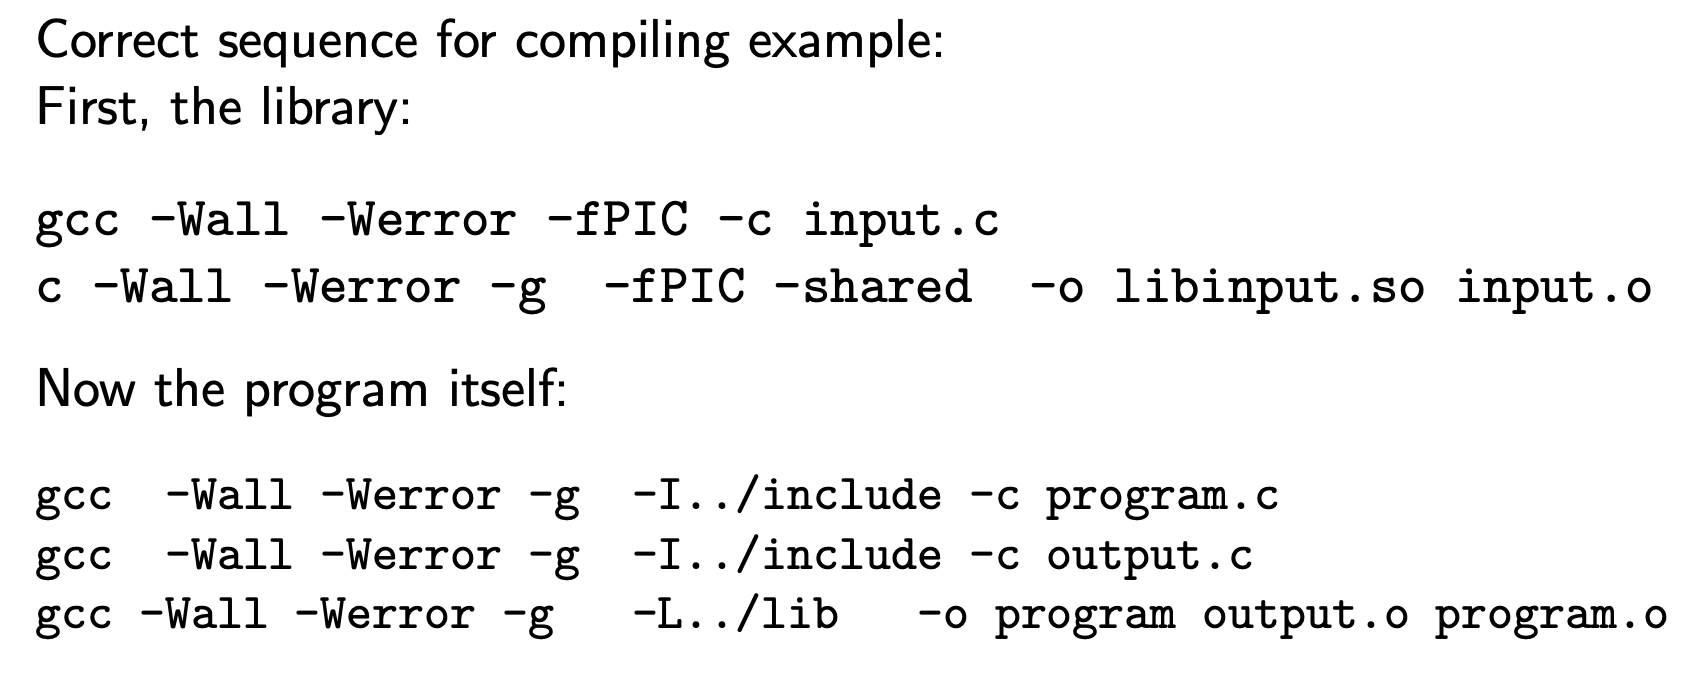 Correct sequence for compiling example:
First, the library:
gcc -Wall -Werror -fPIC -c input.c
c -Wall -Werror -g  -fPIC -shared  -o libinput.so input.o
Now the program itself:
gcc  -Wall -Werror -g  -I../include -c program.c
gcc  -Wall -Werror -g  -I../include -c output.c
gcc -Wall -Werror -g   -L../lib   -o program output.o program.o